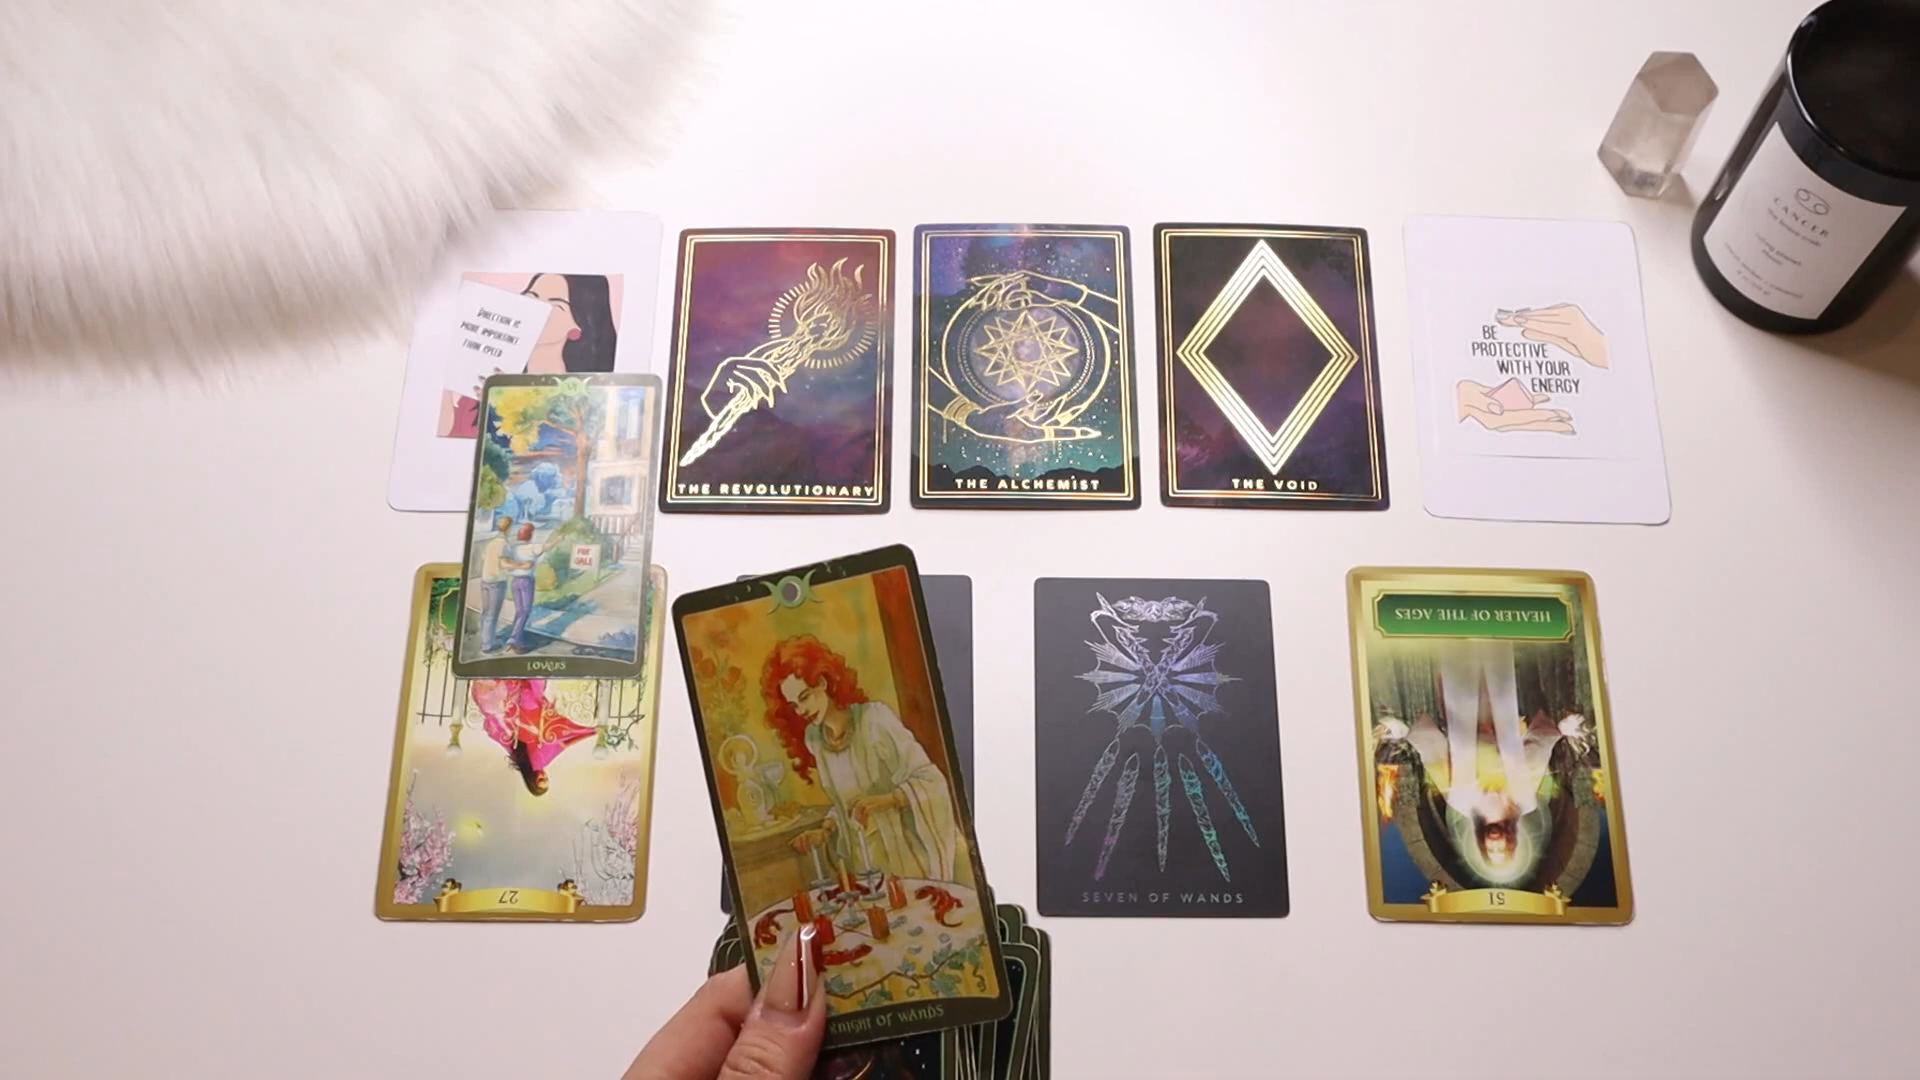 DIRECTION IS
MORE IMPORTANT
THAN SPEED
THE REVOLUTIONARY
THE ALCHEMIST
THE VOID
BE
PROTECTIVE
WITH YOUR
ENERGY
CANCER
VI
FOR
SALE
LOVERS
27
KNIGHT OF WANDS
SEVEN OF WANDS
HEALER OF THE AGES
51